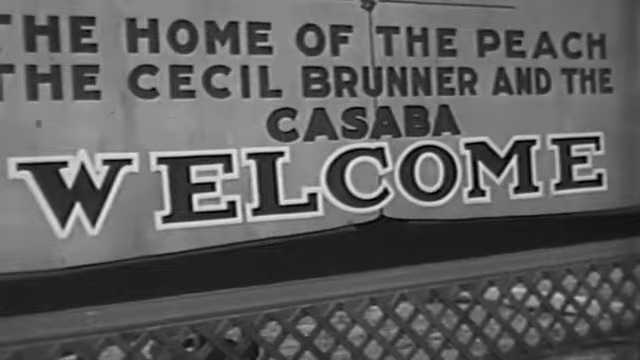 THE HOME OF THE PEACH
THE CECIL BRUNNER AND THE
CASABA
WELCOME